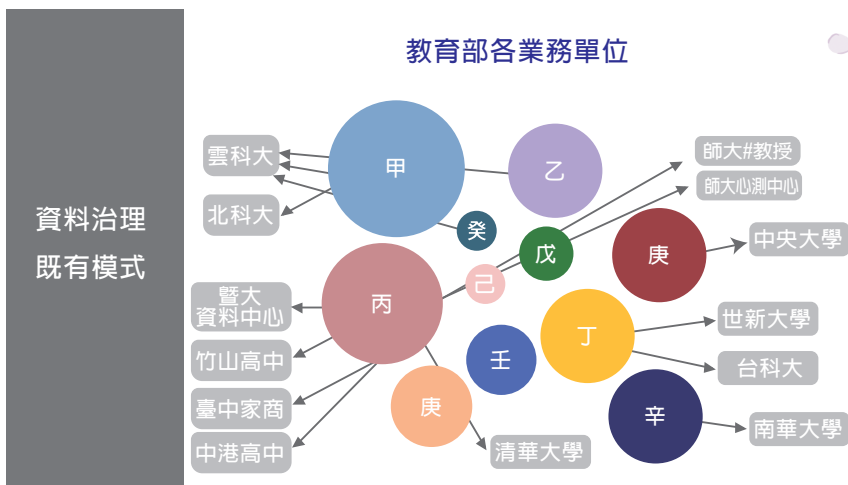 教育部各業務單位
資料治理
既有模式
雲科大
北科大
甲
乙
癸
師大#教授
師大心測中心
戊
庚
中央大學
己
丙
暨大
資料中心
竹山高中
臺中家商
中港高中
壬
丁
世新大學
台科大
庚
辛
清華大學
南華大學